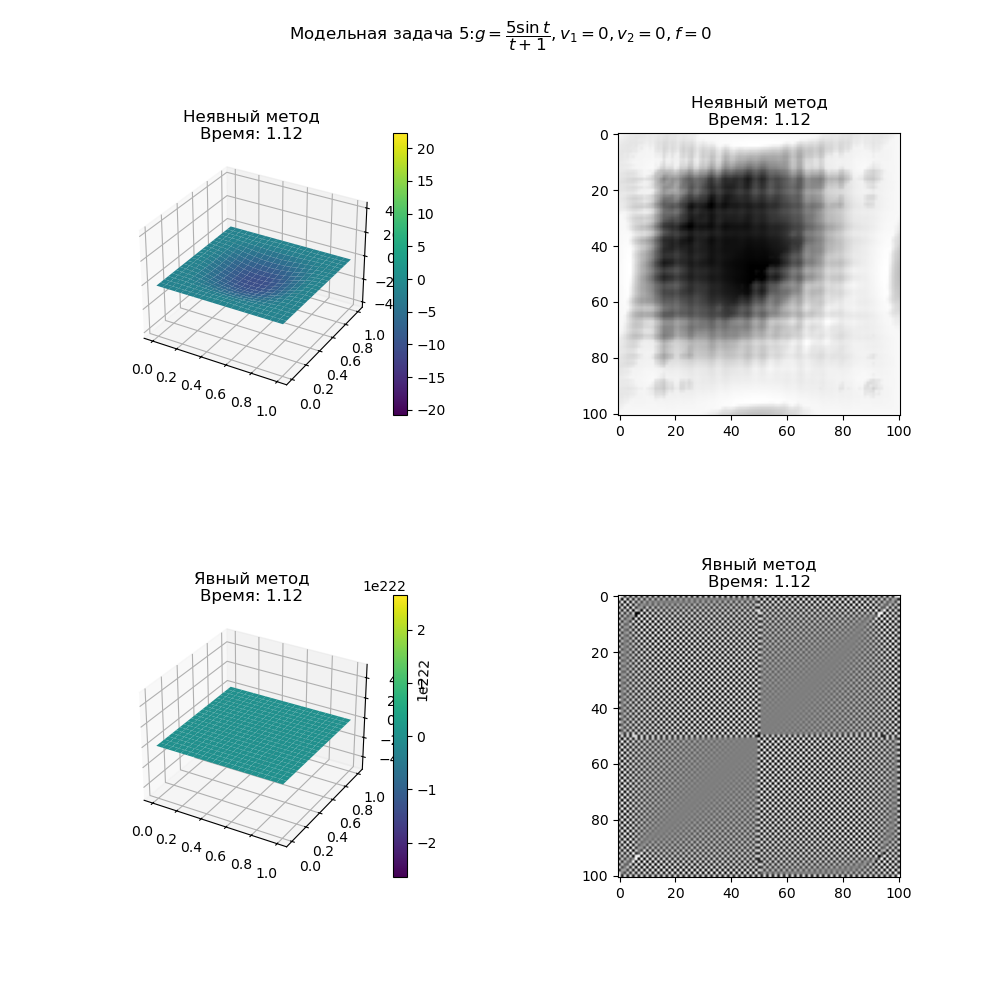 Модельная задача 5:g = 5sin t / t + 1, v₁ = 0, v₂ = 0, f = 0
Неявный метод
Время: 1.12
20
15
10
5
0
−5
−10
−15
−20
4
2
0
−2
−4
0.0 0.2 0.4 0.6 0.8 1.0
0.0 0.2 0.4 0.6 0.8 1.0
Неявный метод
Время: 1.12
0
20
40
60
80
100
0 20 40 60 80 100
Явный метод
Время: 1.12
1e222
2
1
0
−1
−2
1e222
0.0 0.2 0.4 0.6 0.8 1.0
0.0 0.2 0.4 0.6 0.8 1.0
Явный метод
Время: 1.12
0
20
40
60
80
100
0 20 40 60 80 100